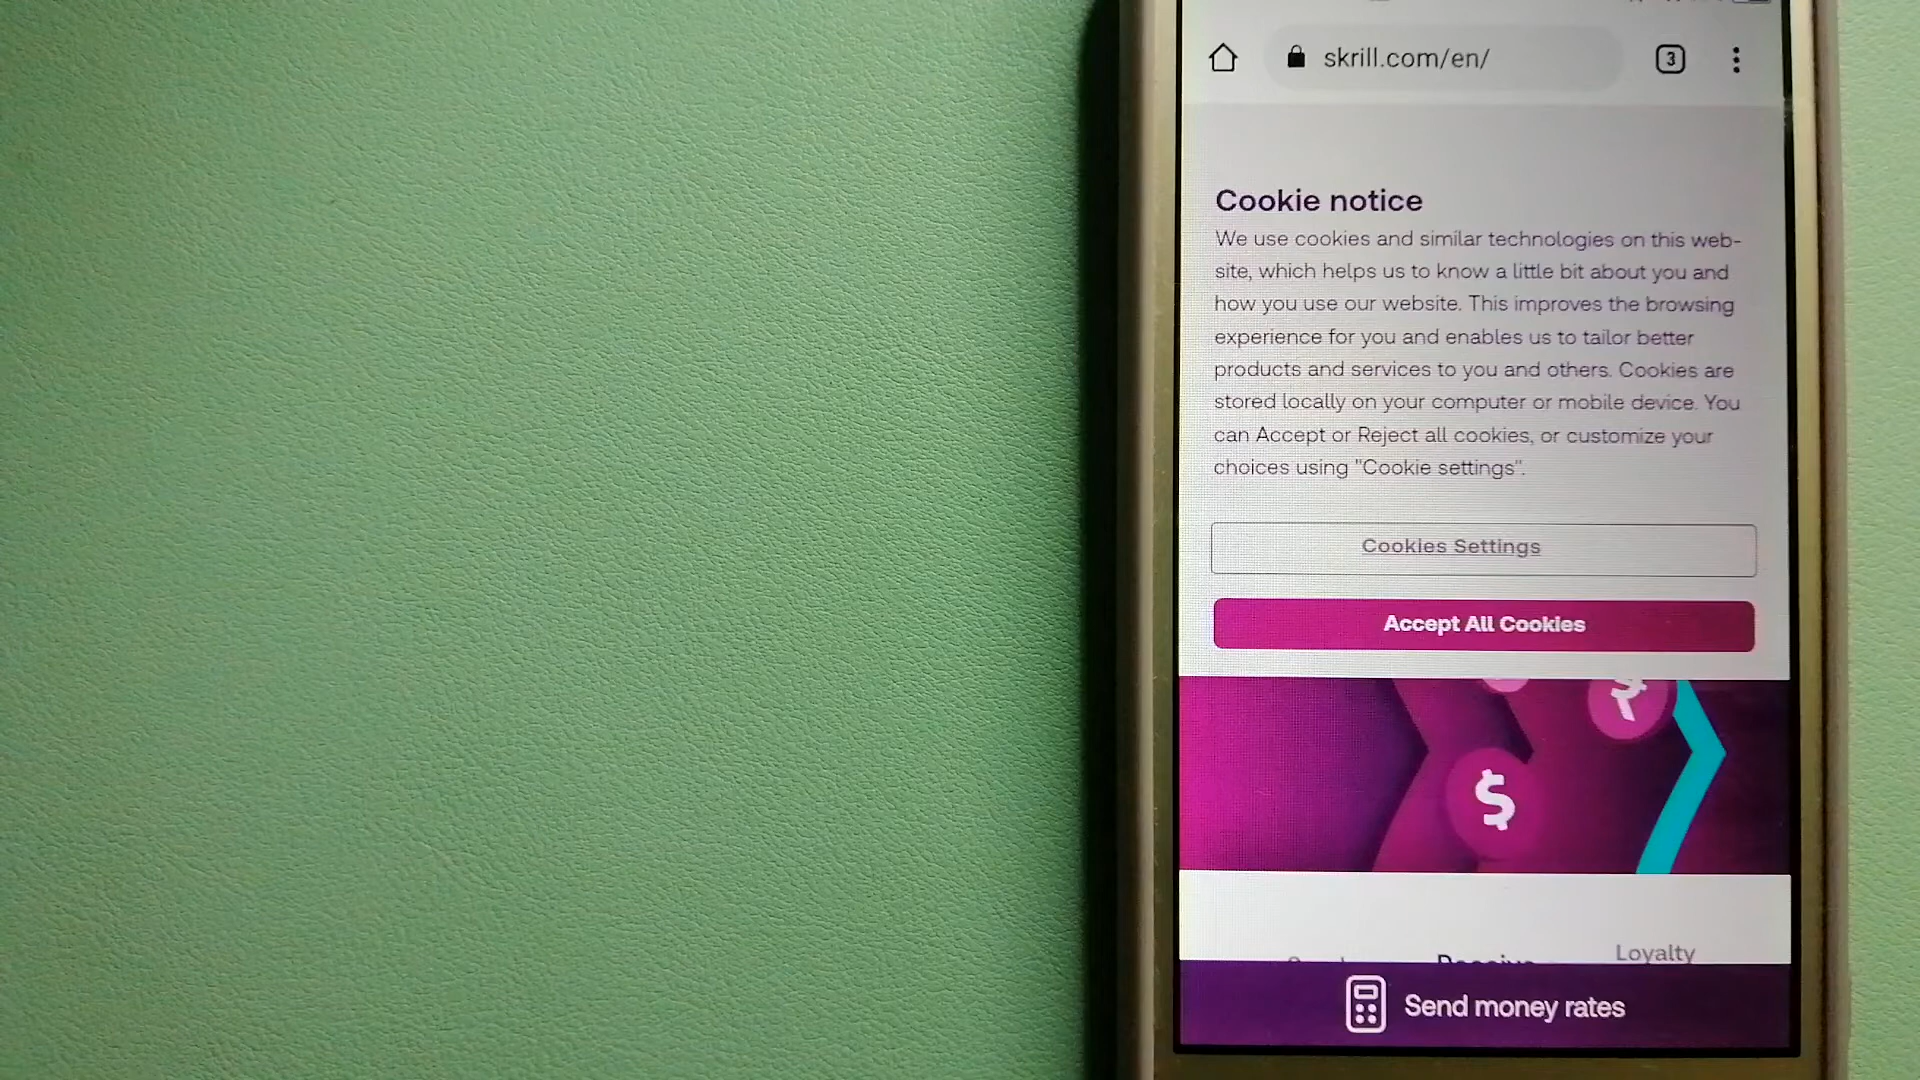 skrill.com/en/
3
Cookie notice
We use cookies and similar technologies on this web-
site, which helps us to know a little bit about you and
how you use our website. This improves the browsing
experience for you and enables us to tailor better
products and services to you and others. Cookies are
stored locally on your computer or mobile device. You
can Accept or Reject all cookies, or customize your
choices using "Cookie settings".
Cookies Settings
Accept All Cookies
$
Loyalty
Send money rates